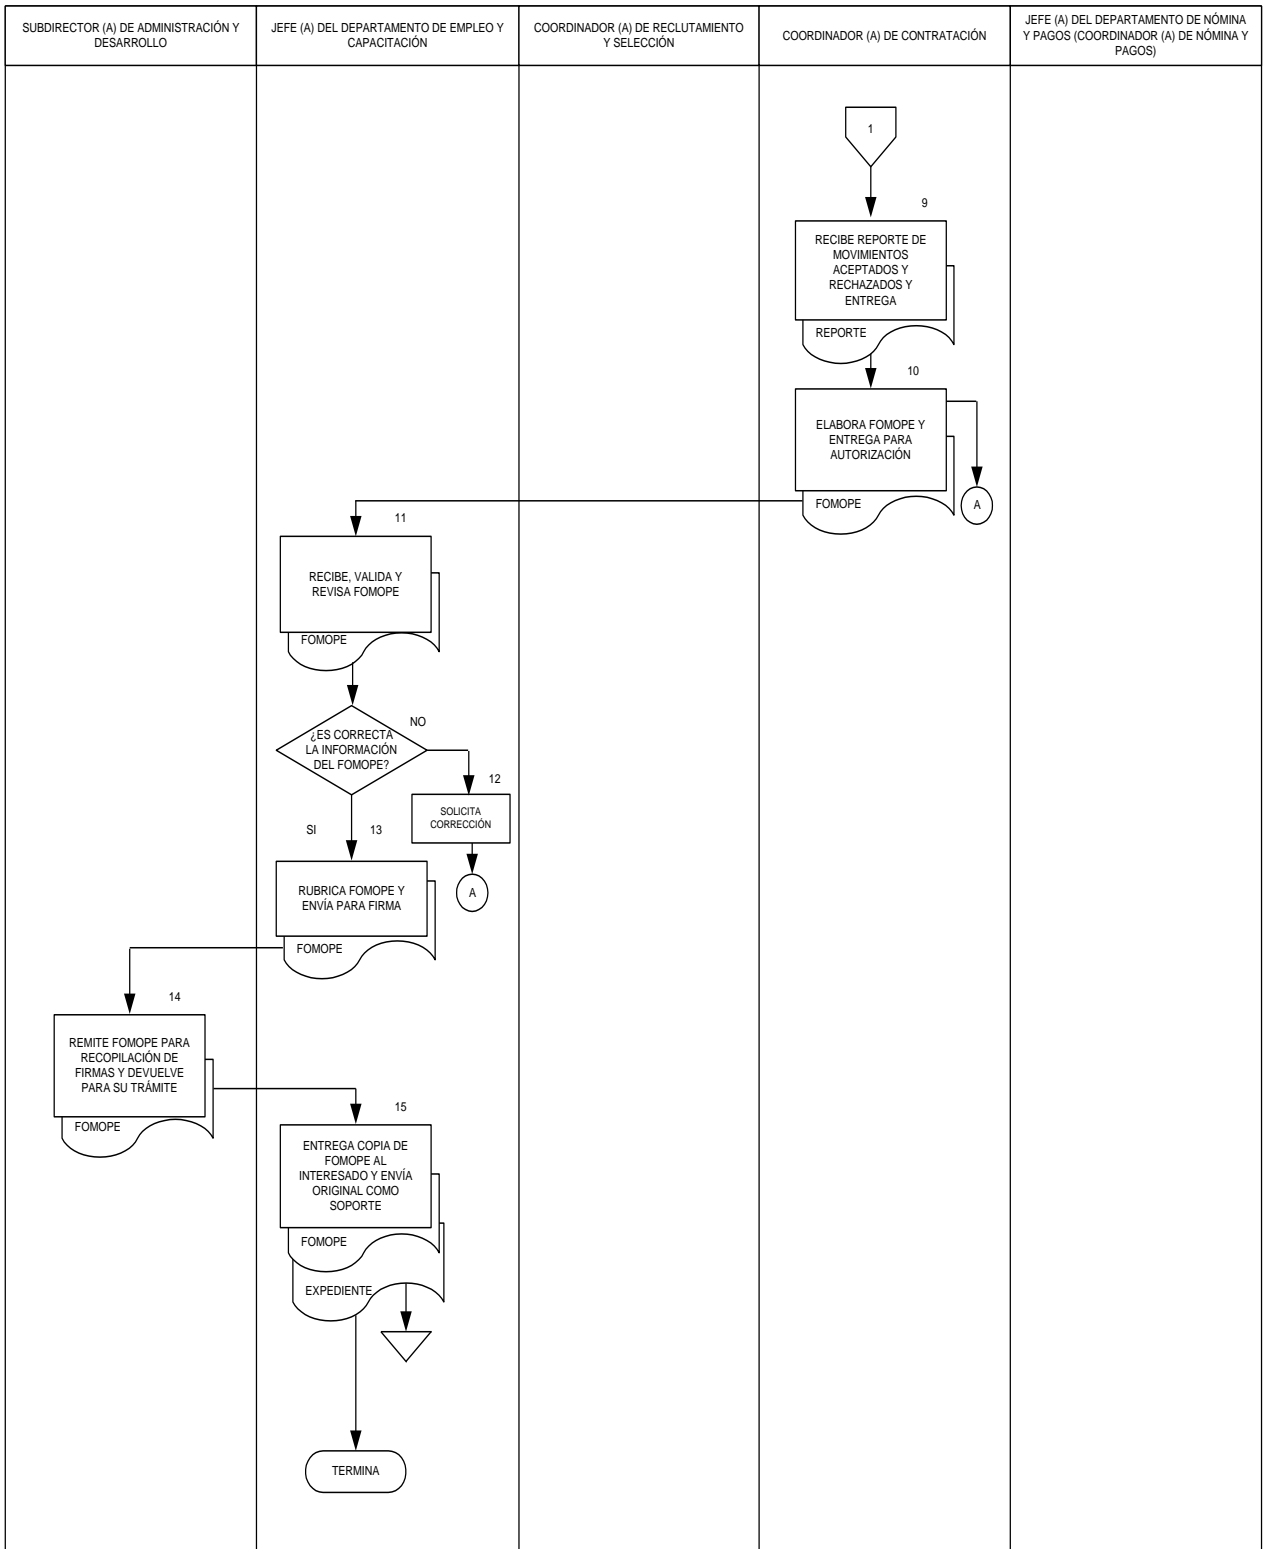 SUBDIRECTOR (A) DE ADMINISTRACIÓN Y
DESARROLLO
JEFE (A) DEL DEPARTAMENTO DE EMPLEO Y
CAPACITACIÓN
COORDINADOR (A) DE RECLUTAMIENTO
Y SELECCIÓN
COORDINADOR (A) DE CONTRATACIÓN
JEFE (A) DEL DEPARTAMENTO DE NÓMINA
Y PAGOS (COORDINADOR (A) DE NÓMINA Y
PAGOS)
1
9
RECIBE REPORTE DE
MOVIMIENTOS
ACEPTADOS Y
RECHAZADOS Y
ENTREGA
REPORTE
10
ELABORA FOMOPE Y
ENTREGA PARA
AUTORIZACIÓN
FOMOPE
A
11
RECIBE, VALIDA Y
REVISA FOMOPE
FOMOPE
¿ES CORRECTA
LA INFORMACIÓN
DEL FOMOPE?
NO
12
SOLICITA
CORRECCIÓN
A
SI
13
RUBRICA FOMOPE Y
ENVÍA PARA FIRMA
FOMOPE
14
REMITE FOMOPE PARA
RECOPILACIÓN DE
FIRMAS Y DEVUELVE
PARA SU TRÁMITE
FOMOPE
15
ENTREGA COPIA DE
FOMOPE AL
INTERESADO Y ENVÍA
ORIGINAL COMO
SOPORTE
FOMOPE
EXPEDIENTE
TERMINA